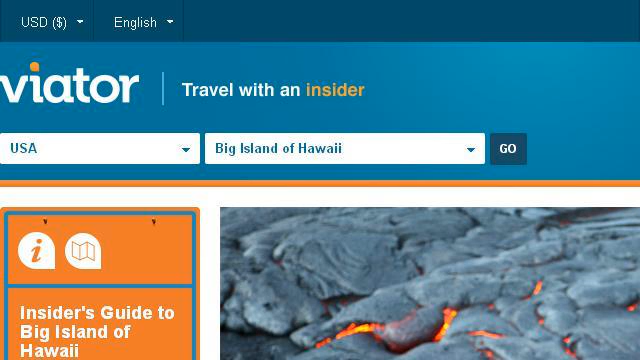 USD ($) English
viator Travel with an insider
USA Big Island of Hawaii GO
i
Insider's Guide to
Big Island of
Hawaii